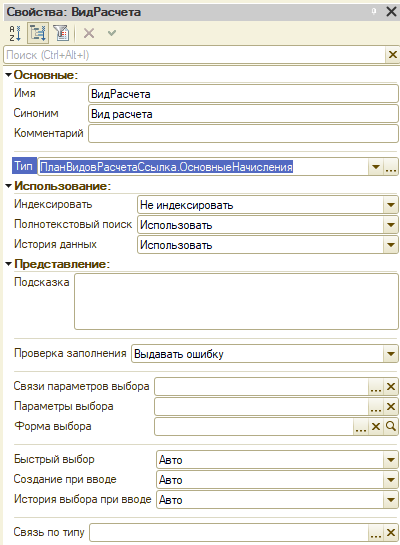 Свойства: ВидРасчета
Поиск (Ctrl+Alt+I)
Основные:
Имя ВидРасчета
Синоним Вид расчета
Комментарий
Тип ПланВидовРасчетаСсылка.ОсновныеНачисления
Использование:
Индексировать Не индексировать
Полнотекстовый поиск Использовать
История данных Использовать
Представление:
Подсказка
Проверка заполнения Выдавать ошибку
Связи параметров выбора
Параметры выбора
Форма выбора
Быстрый выбор Авто
Создание при вводе Авто
История выбора при вводе Авто
Связь по типу